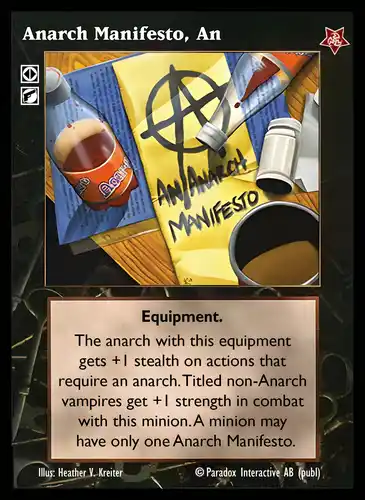 Anarch Manifesto, An
AN ANARCH
MANIFESTO
Equipment.
The anarch with this equipment
gets +1 stealth on actions that
require an anarch. Titled non-Anarch
vampires get +1 strength in combat
with this minion. A minion may
have only one Anarch Manifesto.
Illus: Heather V. Kreiter
© Paradox Interactive AB (publ)